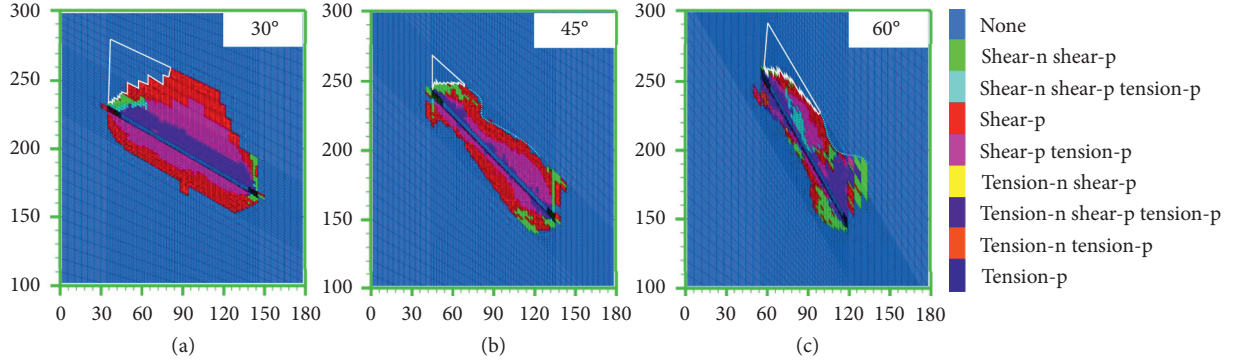 300
250
200
150
100
0 30 60 90 120 150 180
30°
(a)
300
250
200
150
100
0 30 60 90 120 150 180
45°
(b)
300
250
200
150
100
0 30 60 90 120 150 180
60°
(c)
None
Shear-n shear-p
Shear-n shear-p tension-p
Shear-p
Shear-p tension-p
Tension-n shear-p
Tension-n shear-p tension-p
Tension-n tension-p
Tension-p